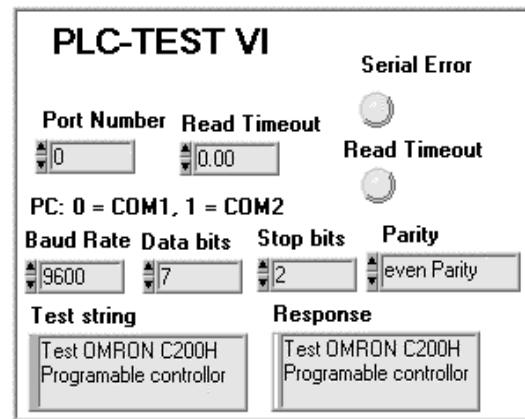 PLC-TEST VI
Serial Error
Port Number Read Timeout
0 0.00
Read Timeout
PC: 0 = COM1, 1 = COM2
Baud Rate Data bits Stop bits Parity
9600 7 2 even Parity
Test string Response
Test OMRON C200H Test OMRON C200H
Programable controllor Programable controllor